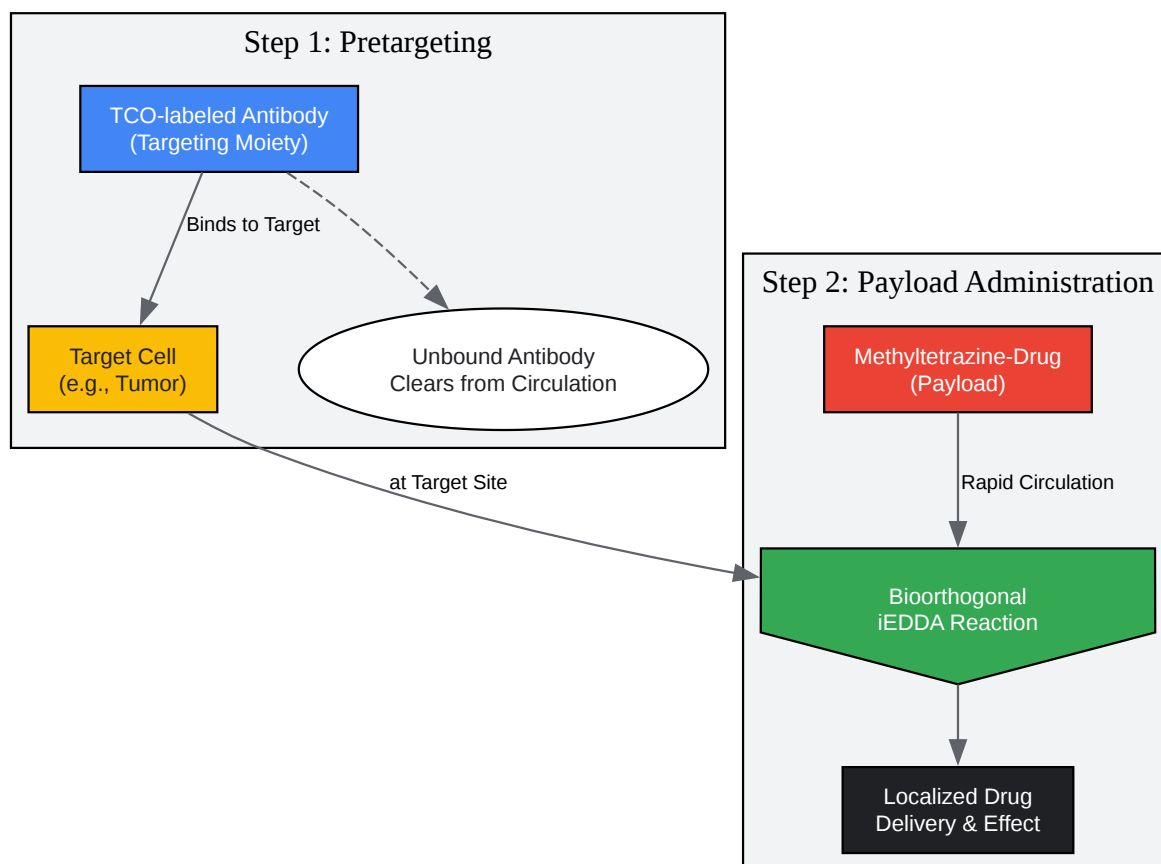 Step 1: Pretargeting
TCO-labeled Antibody
(Targeting Moiety)
Binds to Target
Target Cell
(e.g., Tumor)
Unbound Antibody
Clears from Circulation
at Target Site
Step 2: Payload Administration
Methyltetrazine-Drug
(Payload)
Rapid Circulation
Bioorthogonal
iEDDA Reaction
Localized Drug
Delivery & Effect